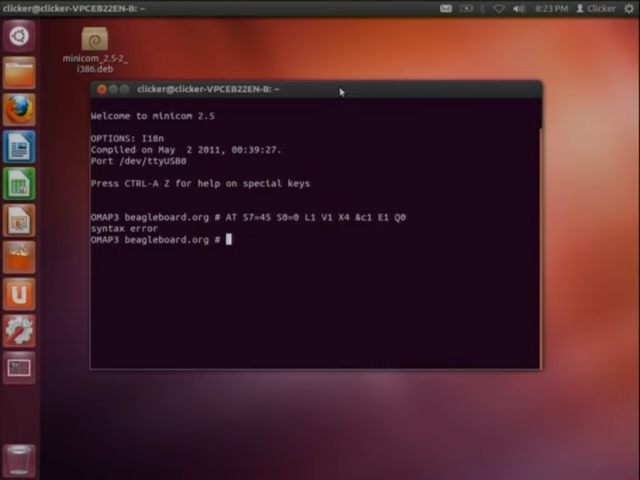 clicker@clicker-VPCEB22EN-B: ~
8:23 PM
Clicker
minicom_2.5-2_
i386.deb
clicker@clicker-VPCEB22EN-B: ~
Welcome to minicom 2.5
OPTIONS: I18n
Compiled on May  2 2011, 00:39:27.
Port /dev/ttyUSB0
Press CTRL-A Z for help on special keys
OMAP3 beagleboard.org # AT S7=45 S0=0 L1 V1 X4 &c1 E1 Q0
syntax error
OMAP3 beagleboard.org #